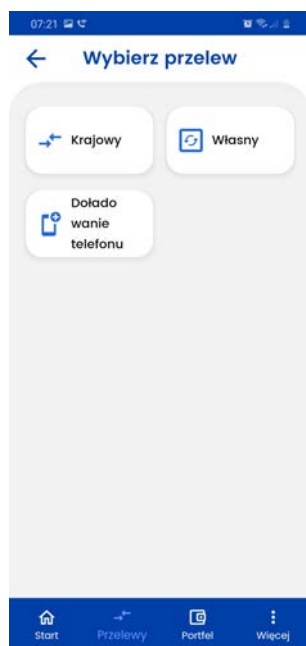 07:21
Wybierz przelew
Krajowy
Własny
Dołado
wanie
telefonu
Start
Przelewy
Portfel
Więcej